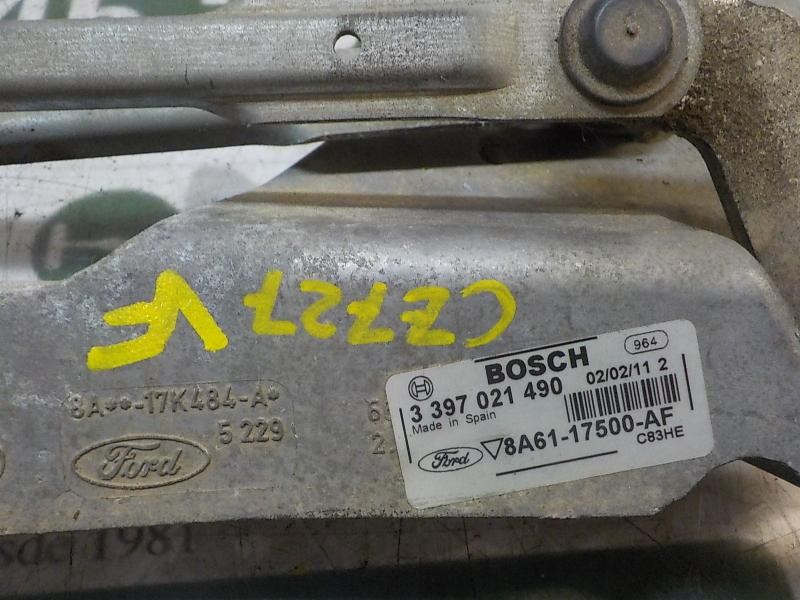 CZ727
8A**-17K484-A*
5 229
Ford
BOSCH
964
3 397 021 490
02/02/11 2
Made in Spain
Ford
8A61-17500-AF
C83HE
1981